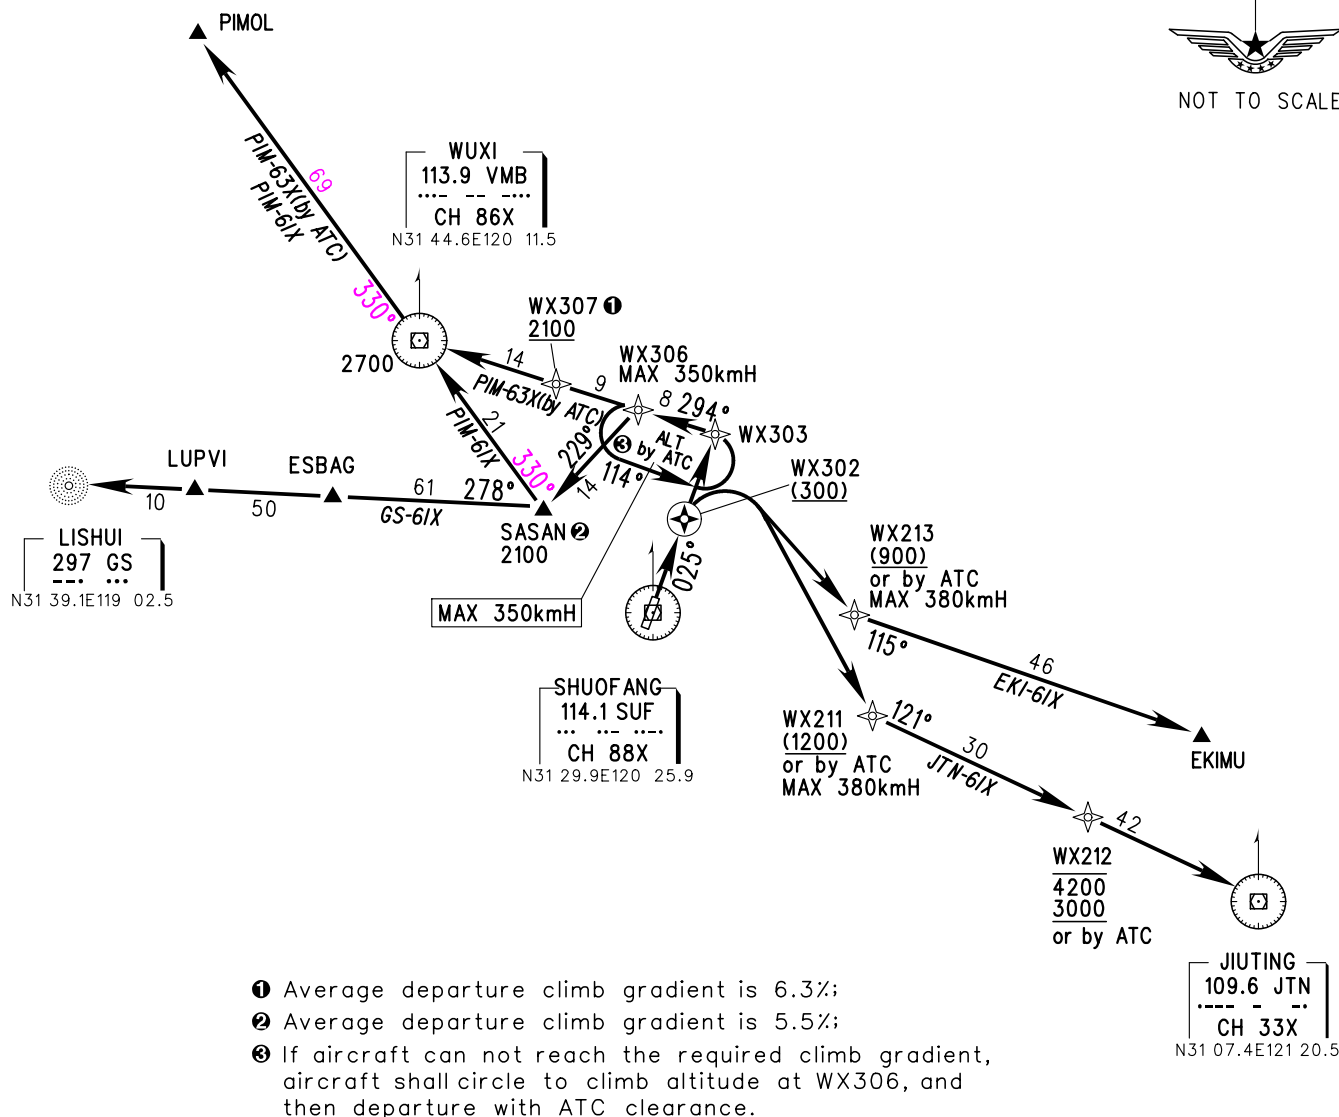 PIMOL
NOT TO SCALE
69
PIM-63X(by ATC)
PIM-61X
330°
WUXI
113.9 VMB
CH 86X
N31 44.6E120 11.5
2700
WX307 ❶
2100
14
PIM-63X(by ATC)
9
WX306
MAX 350kmH
8 294°
WX303
WX302
(300)
❸ ALT
by ATC
114°
229°
14
21
PIM-61X
330°
LUPVI
ESBAG
61
278°
GS-61X
50
10
SASAN ❷
2100
LISHUI
297 GS
N31 39.1E119 02.5
MAX 350kmH
025°
SHUOFANG
114.1 SUF
CH 88X
N31 29.9E120 25.9
WX213
(900)
or by ATC
MAX 380kmH
115°
46
EKI-61X
EKIMU
WX211
(1200)
or by ATC
MAX 380kmH
121°
30
JTN-61X
42
WX212
4200
3000
or by ATC
JIUTING
109.6 JTN
CH 33X
N31 07.4E121 20.5
❶ Average departure climb gradient is 6.3%;
❷ Average departure climb gradient is 5.5%;
❸ If aircraft can not reach the required climb gradient,
aircraft shall circle to climb altitude at WX306, and
then departure with ATC clearance.